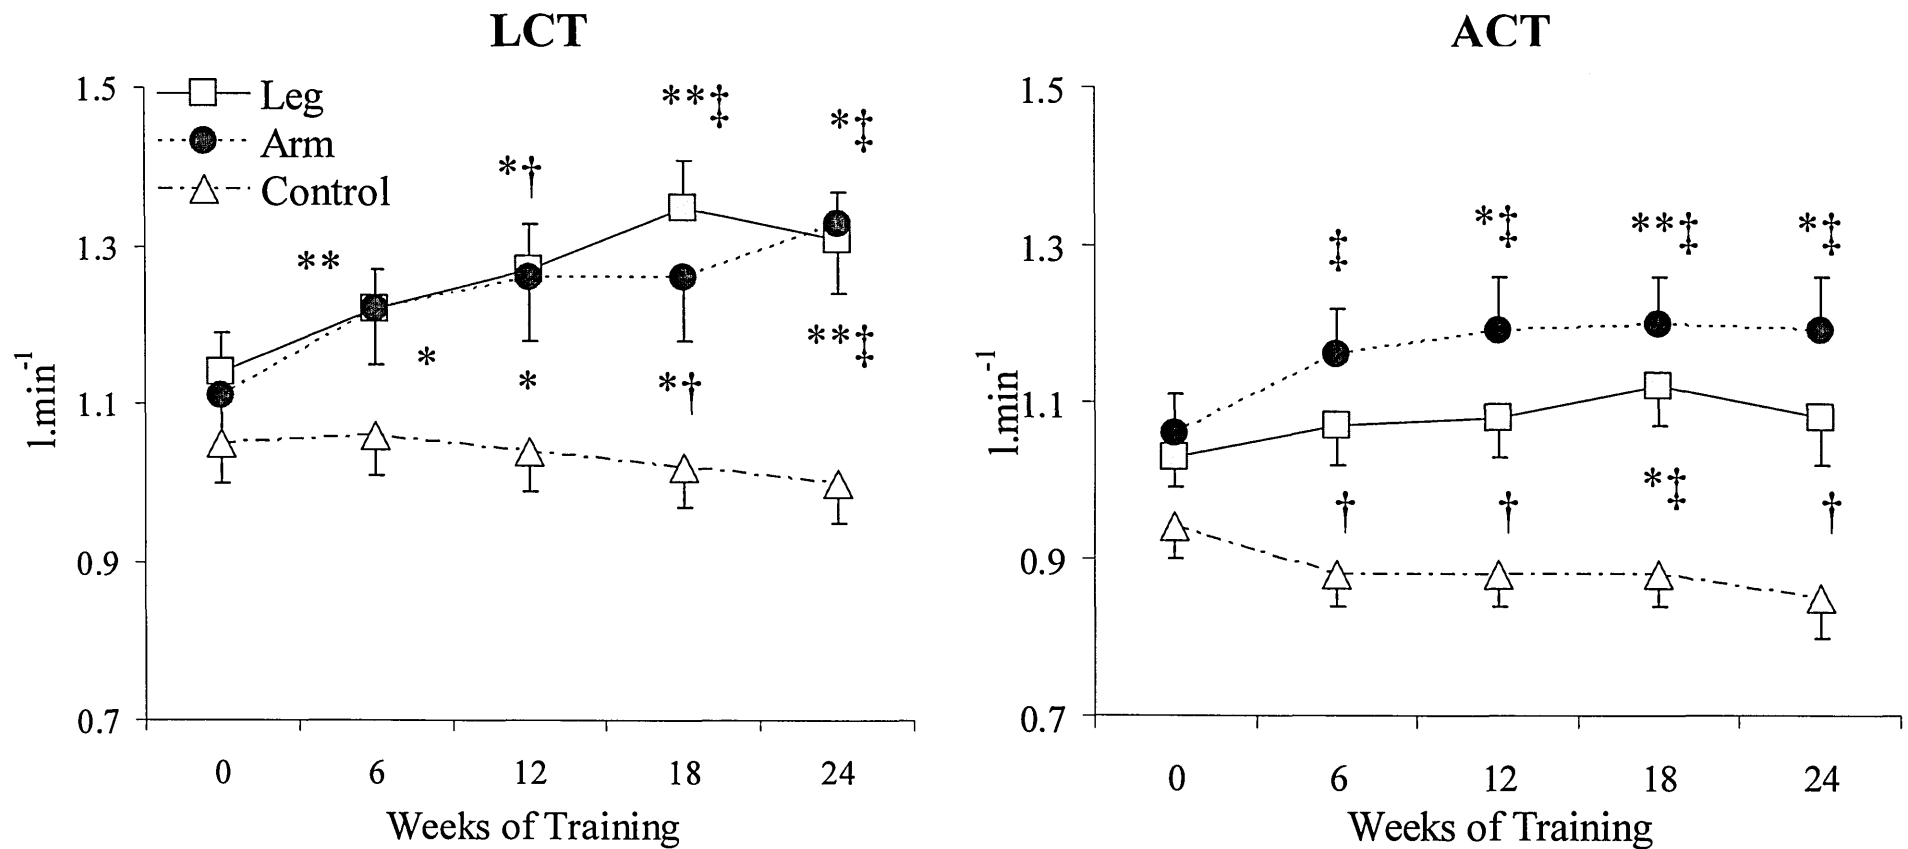 LCT
1.5
1.3
1.1
0.9
0.7
l.min-1
Leg
Arm
Control
**
*
*†
*
**‡
*†
*‡
**‡
0 6 12 18 24
Weeks of Training
ACT
1.5
1.3
1.1
0.9
0.7
l.min-1
‡
*‡
**‡
*‡
†
†
*‡
†
0 6 12 18 24
Weeks of Training